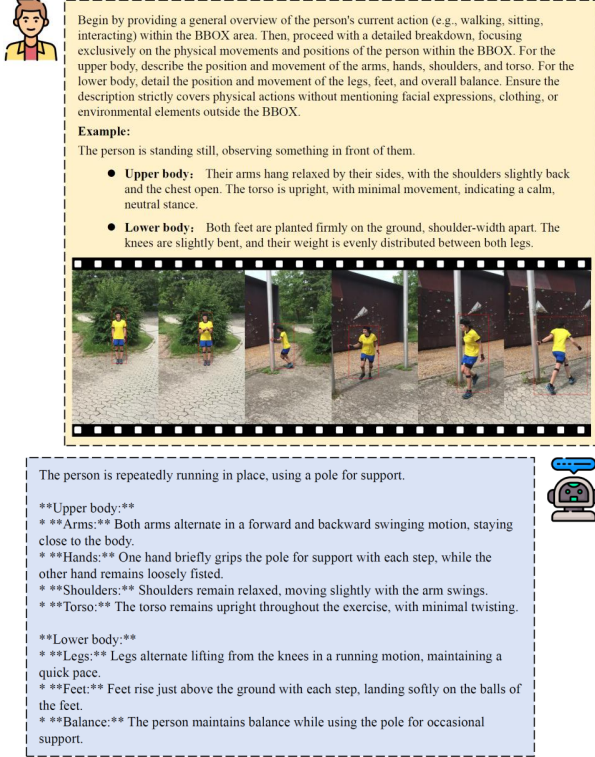 Begin by providing a general overview of the person's current action (e.g., walking, sitting,
interacting) within the BBOX area. Then, proceed with a detailed breakdown, focusing
exclusively on the physical movements and positions of the person within the BBOX. For the
upper body, describe the position and movement of the arms, hands, shoulders, and torso. For the
lower body, detail the position and movement of the legs, feet, and overall balance. Ensure the
description strictly covers physical actions without mentioning facial expressions, clothing, or
environmental elements outside the BBOX.
Example:
The person is standing still, observing something in front of them.
● Upper body: Their arms hang relaxed by their sides, with the shoulders slightly back
and the chest open. The torso is upright, with minimal movement, indicating a calm,
neutral stance.
● Lower body: Both feet are planted firmly on the ground, shoulder-width apart. The
knees are slightly bent, and their weight is evenly distributed between both legs.
The person is repeatedly running in place, using a pole for support.
**Upper body:**
* **Arms:** Both arms alternate in a forward and backward swinging motion, staying
close to the body.
* **Hands:** One hand briefly grips the pole for support with each step, while the
other hand remains loosely fisted.
* **Shoulders:** Shoulders remain relaxed, moving slightly with the arm swings.
* **Torso:** The torso remains upright throughout the exercise, with minimal twisting.
**Lower body:**
* **Legs:** Legs alternate lifting from the knees in a running motion, maintaining a
quick pace.
* **Feet:** Feet rise just above the ground with each step, landing softly on the balls of
the feet.
* **Balance:** The person maintains balance while using the pole for occasional
support.